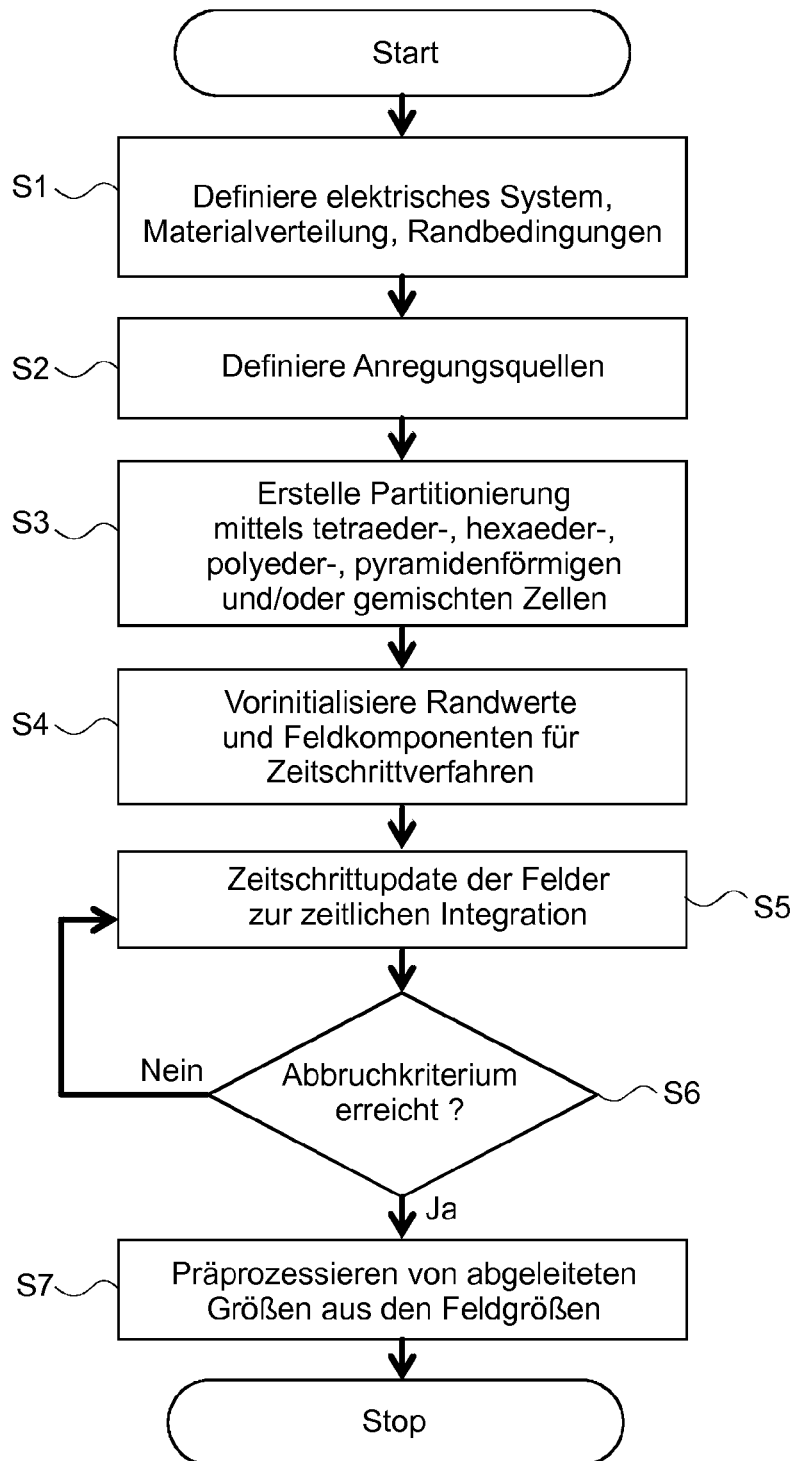 Start
S1
Definiere elektrisches System,
Materialverteilung, Randbedingungen
S2
Definiere Anregungsquellen
S3
Erstelle Partitionierung
mittels tetraeder-, hexaeder-,
polyeder-, pyramidenförmigen
und/oder gemischten Zellen
S4
Vorinitialisiere Randwerte
und Feldkomponenten für
Zeitschrittverfahren
Zeitschrittupdate der Felder
zur zeitlichen Integration
S5
Nein
Abbruchkriterium
erreicht ?
S6
Ja
S7
Präprozessieren von abgeleiteten
Größen aus den Feldgrößen
Stop